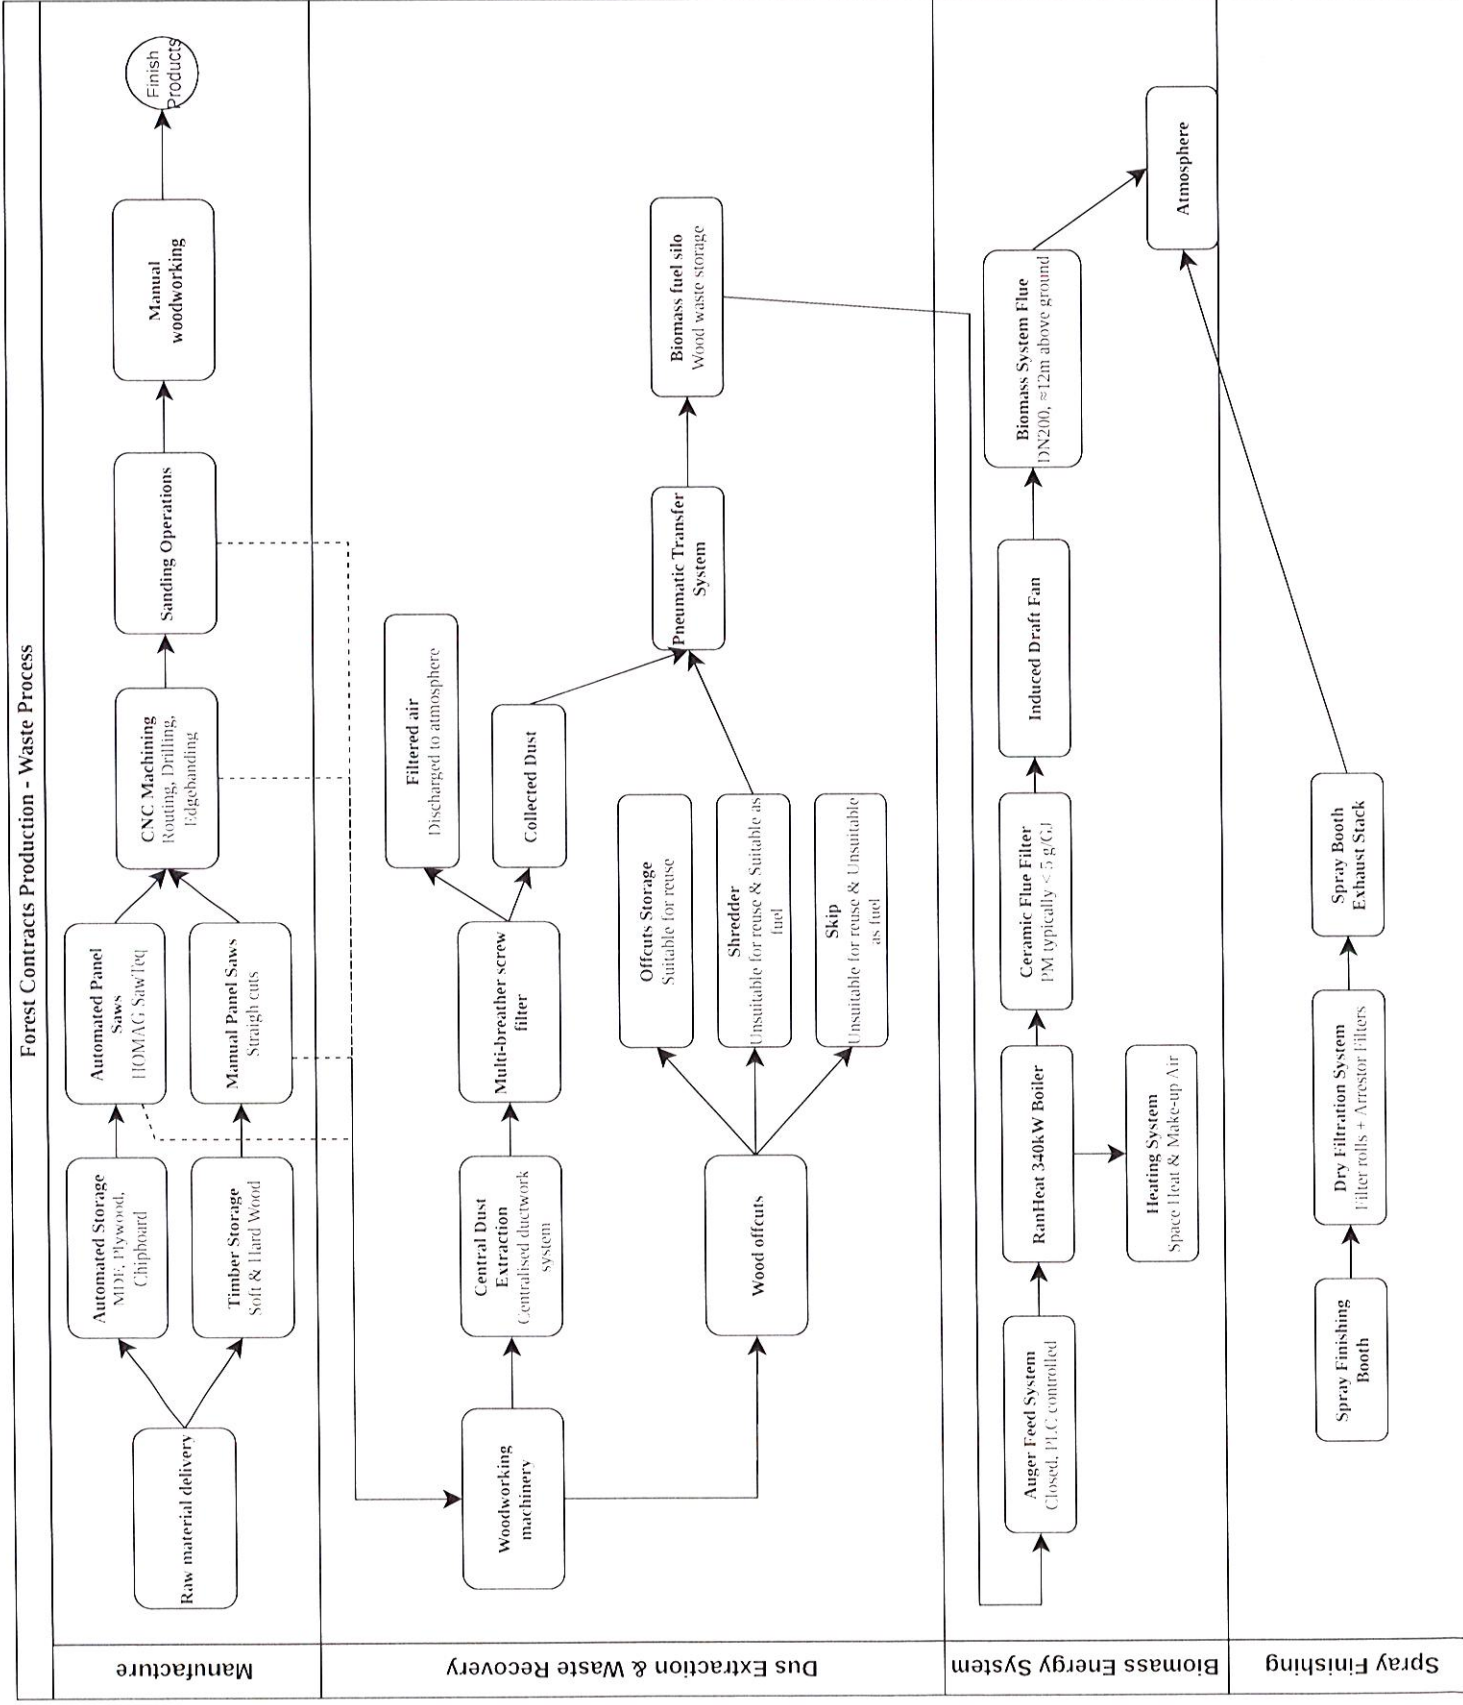 Forest Contracts Production - Waste Process
Manufacture
Raw material delivery
Automated Storage
MDF, Plywood,
Chipboard
Timber Storage
Soft & Hard Wood
Automated Panel
Saws
HOMAG SawTeq
Manual Panel Saws
Straigh cuts
CNC Machining
Routing, Drilling,
Edgebanding
Sanding Operations
Manual
woodworking
Finish
Products
Dus Extraction & Waste Recovery
Woodworking
machinery
Central Dust
Extraction
Centralised ductwork
system
Multi-breather screw
filter
Filtered air
Discharged to atmosphere
Collected Dust
Wood offcuts
Offcuts Storage
Suitable for reuse
Shredder
Unsuitable for reuse & Suitable as
fuel
Skip
Unsuitable for reuse & Unsuitable
as fuel
Pneumatic Transfer
System
Biomass fuel silo
Wood waste storage
Biomass Energy System
Auger Feed System
Closed, PLC controlled
RanHeat 340kW Boiler
Heating System
Space Heat & Make-up Air
Ceramic Flue Filter
PM typically < 5 g/GJ
Induced Draft Fan
Biomass System Flue
DN200, ≈12m above ground
Atmosphere
Spray Finishing
Spray Finishing
Booth
Dry Filtration System
Filter rolls + Arrestor Filters
Spray Booth
Exhaust Stack